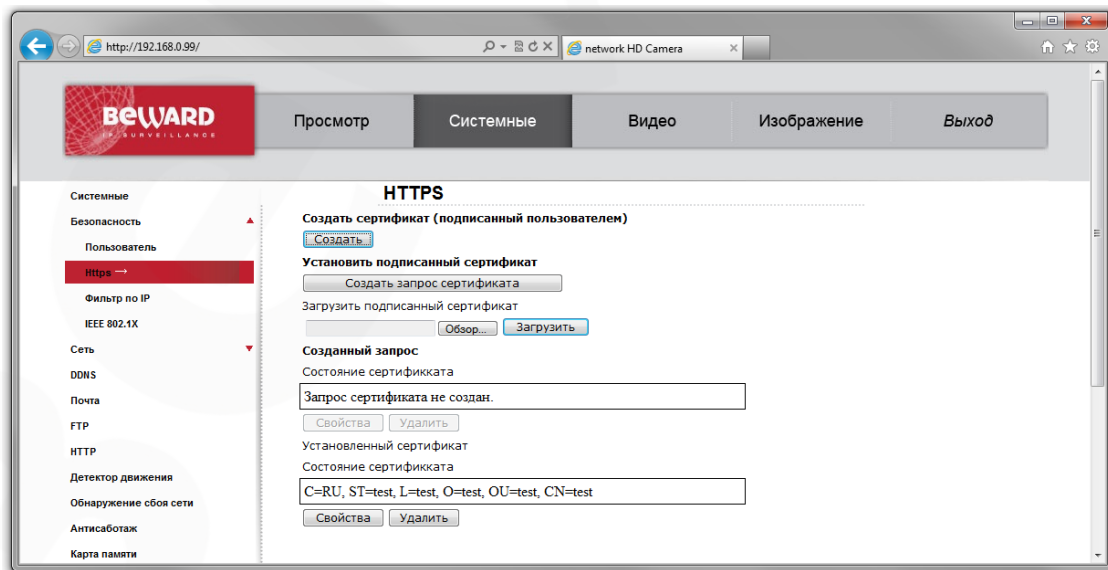 http://192.168.0.99/
network HD Camera
BEWARD
IP SURVEILLANCE
Просмотр
Системные
Видео
Изображение
Выход
Системные
Безопасность
Пользователь
Https →
Фильтр по IP
IEEE 802.1X
Сеть
DDNS
Почта
FTP
HTTP
Детектор движения
Обнаружение сбоя сети
Антисаботаж
Карта памяти
HTTPS
Создать сертификат (подписанный пользователем)
Создать
Установить подписанный сертификат
Создать запрос сертификата
Загрузить подписанный сертификат
Обзор... Загрузить
Созданный запрос
Состояние сертификката
Запрос сертификата не создан.
Свойства Удалить
Установленный сертификат
Состояние сертификката
C=RU, ST=test, L=test, O=test, OU=test, CN=test
Свойства Удалить